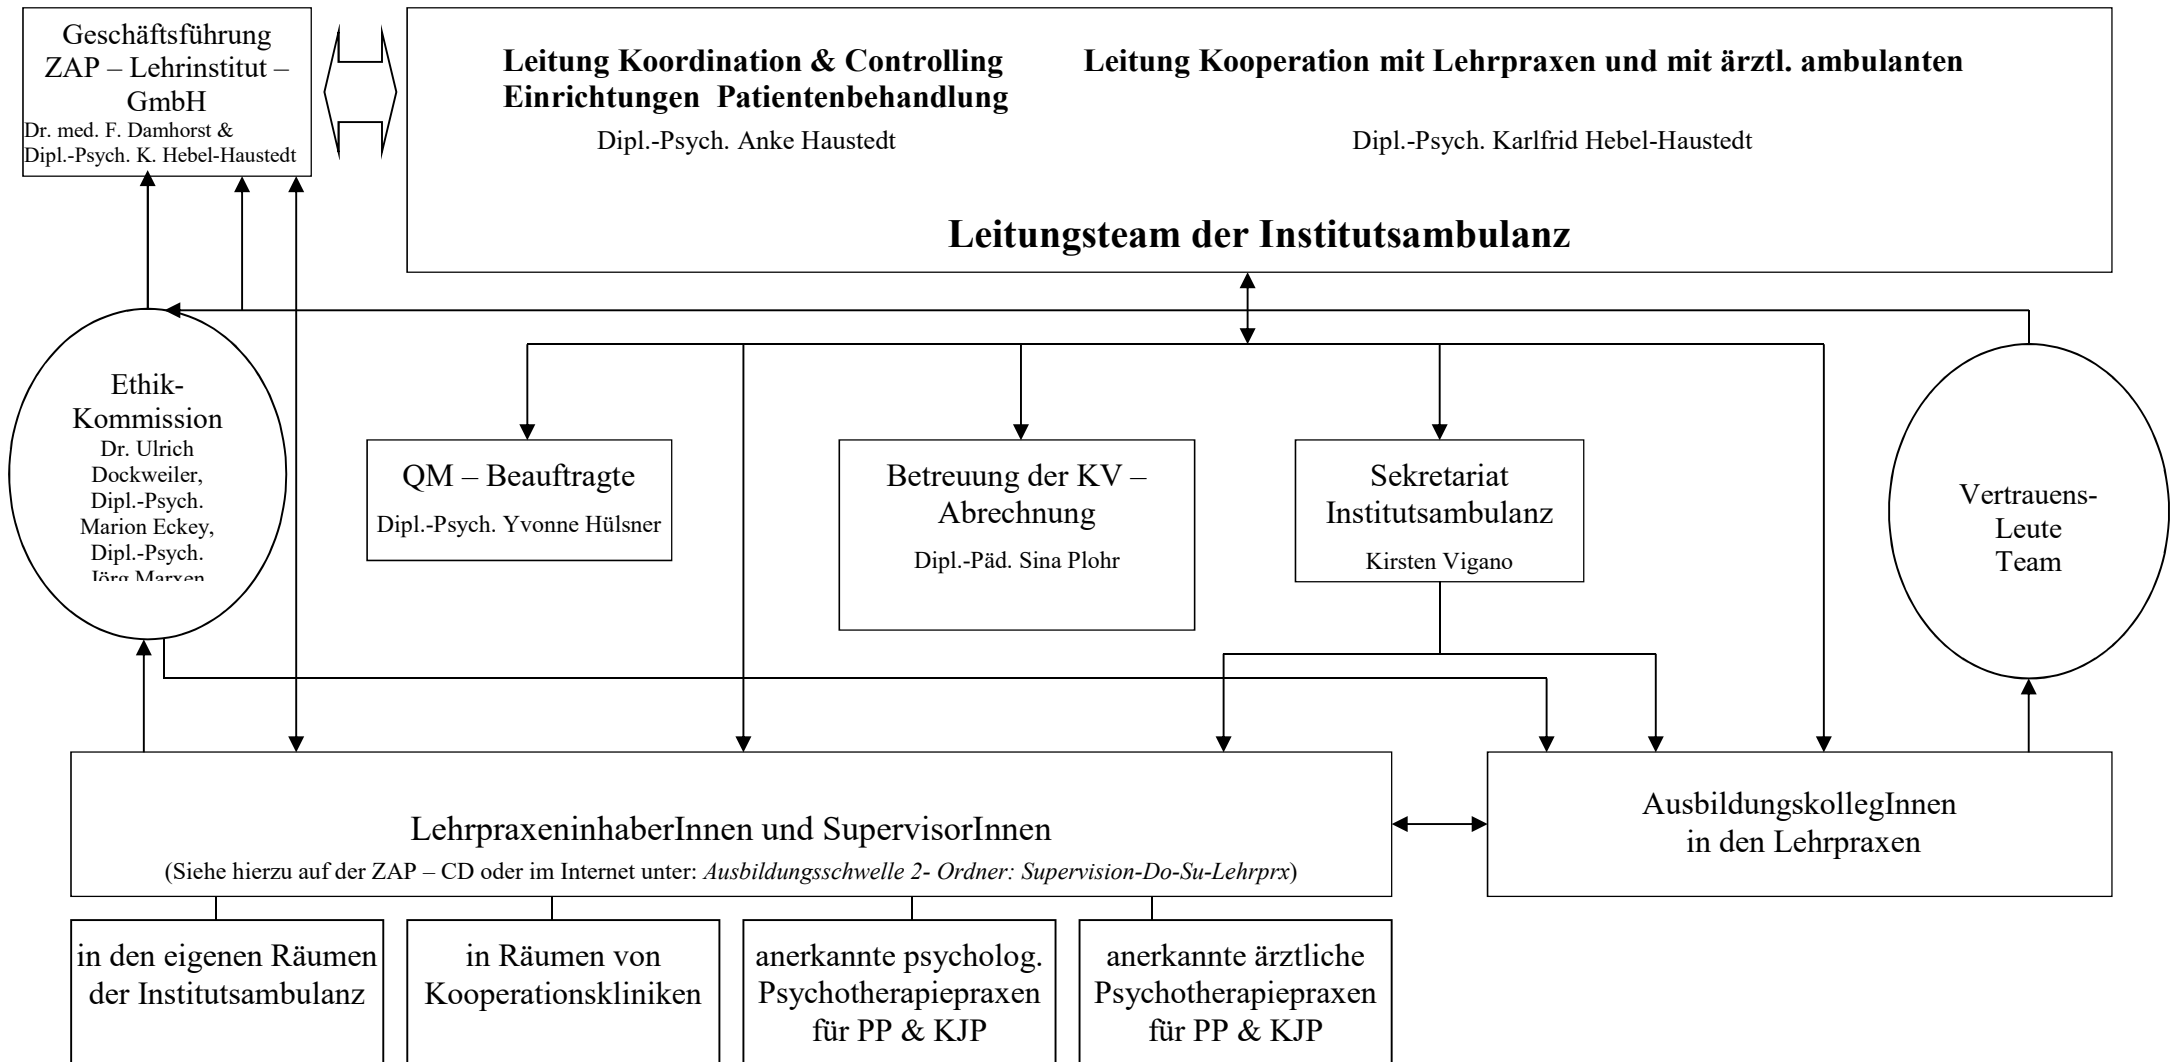 Geschäftsführung
ZAP – Lehrinstitut –
GmbH
Dr. med. F. Damhorst &
Dipl.-Psych. K. Hebel-Haustedt
Leitung Koordination & Controlling
Leitung Kooperation mit Lehrpraxen und mit ärztl. ambulanten
Einrichtungen Patientenbehandlung
Dipl.-Psych. Anke Haustedt
Dipl.-Psych. Karlfrid Hebel-Haustedt
Leitungsteam der Institutsambulanz
Ethik-
Kommission
Dr. Ulrich
Dockweiler,
Dipl.-Psych.
Marion Eckey,
Dipl.-Psych.
Jörg Marxen
QM – Beauftragte
Dipl.-Psych. Yvonne Hülsner
Betreuung der KV –
Abrechnung
Dipl.-Päd. Sina Plohr
Sekretariat
Institutsambulanz
Kirsten Vigano
Vertrauens-
Leute
Team
LehrpraxeninhaberInnen und SupervisorInnen
(Siehe hierzu auf der ZAP – CD oder im Internet unter: Ausbildungsschwelle 2- Ordner: Supervision-Do-Su-Lehrprx)
AusbildungskollegInnen
in den Lehrpraxen
in den eigenen Räumen
der Institutsambulanz
in Räumen von
Kooperationskliniken
anerkannte psycholog.
Psychotherapiepraxen
für PP & KJP
anerkannte ärztliche
Psychotherapiepraxen
für PP & KJP